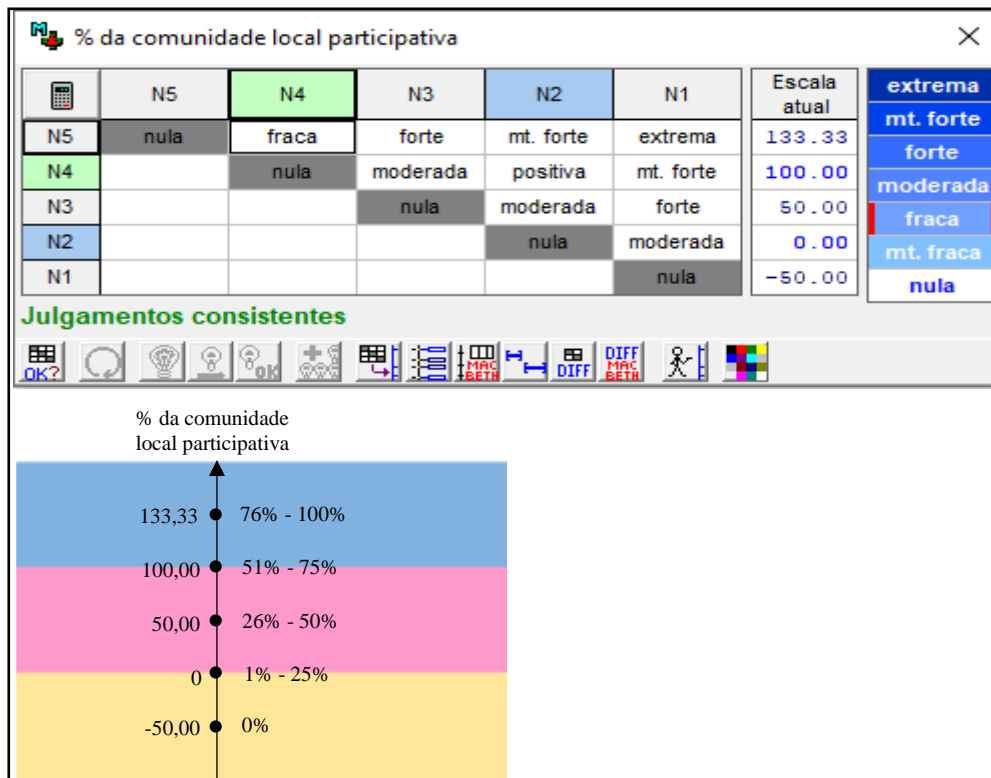 % da comunidade local participativa
N5 N4 N3 N2 N1 Escala atual
N5 nula fraca forte mt. forte extrema 133.33
N4 nula moderada positiva mt. forte 100.00
N3 nula moderada forte 50.00
N2 nula moderada 0.00
N1 nula -50.00
extrema
mt. forte
forte
moderada
fraca
mt. fraca
nula
Julgamentos consistentes
OK? OK MAC BETH DIFF DIFF MAC BETH
% da comunidade
local participativa
133,33 76% - 100%
100,00 51% - 75%
50,00 26% - 50%
0 1% - 25%
-50,00 0%